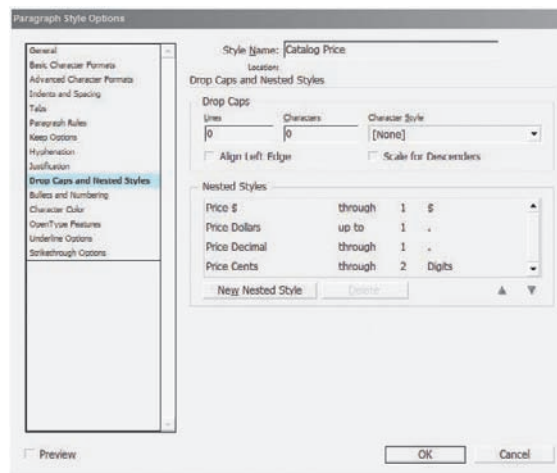 Paragraph Style Options
General
Basic Character Formats
Advanced Character Formats
Indents and Spacing
Tabs
Paragraph Rules
Keep Options
Hyphenation
Justification
Drop Caps and Nested Styles
Bullets and Numbering
Character Color
OpenType Features
Underline Options
Strikethrough Options
Style Name: Catalog Price
Location:
Drop Caps and Nested Styles
Drop Caps
Lines Characters Character Style
0 0 [None]
Align Left Edge Scale for Descenders
Nested Styles
Price $ through 1 $
Price Dollars up to 1 .
Price Decimal through 1 .
Price Cents through 2 Digits
New Nested Style Delete
Preview OK Cancel